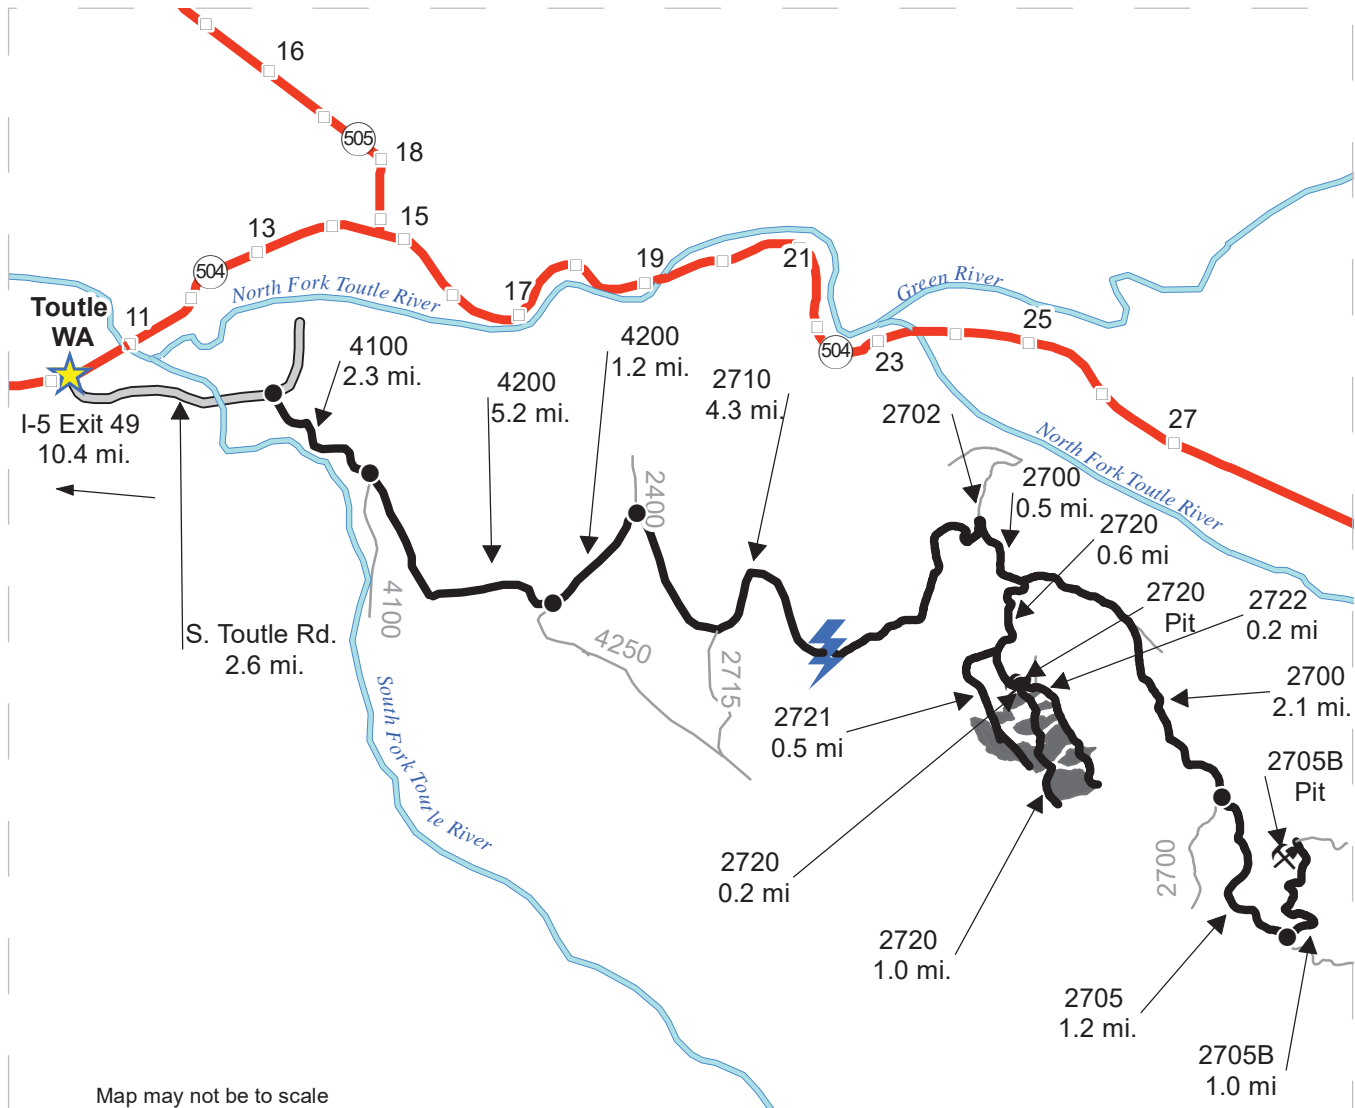 16
505
18
15
13
504
North Fork Toutle River
Toutle
WA
11
17
19
21
Green River
504
23
25
27
North Fork Toutle River
I-5 Exit 49
10.4 mi.
4100
2.3 mi.
4200
5.2 mi.
4200
1.2 mi.
2710
4.3 mi.
2702
2400
2700
0.5 mi.
2720
0.6 mi
2720
Pit
2722
0.2 mi
4100
S. Toutle Rd.
2.6 mi.
4250
2715
2700
2.1 mi.
2721
0.5 mi
2705B
Pit
South Fork Toutle River
2720
0.2 mi
2700
2720
1.0 mi.
2705
1.2 mi.
2705B
1.0 mi
Map may not be to scale